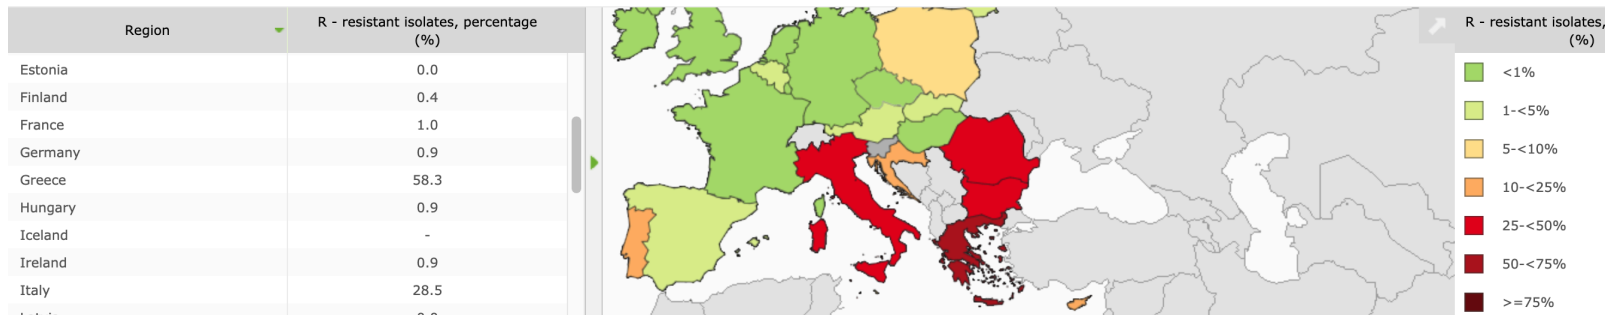 Region
R - resistant isolates, percentage
(%)
Estonia 0.0
Finland 0.4
France 1.0
Germany 0.9
Greece 58.3
Hungary 0.9
Iceland -
Ireland 0.9
Italy 28.5
R - resistant isolates,
(%)
<1%
1-<5%
5-<10%
10-<25%
25-<50%
50-<75%
>=75%